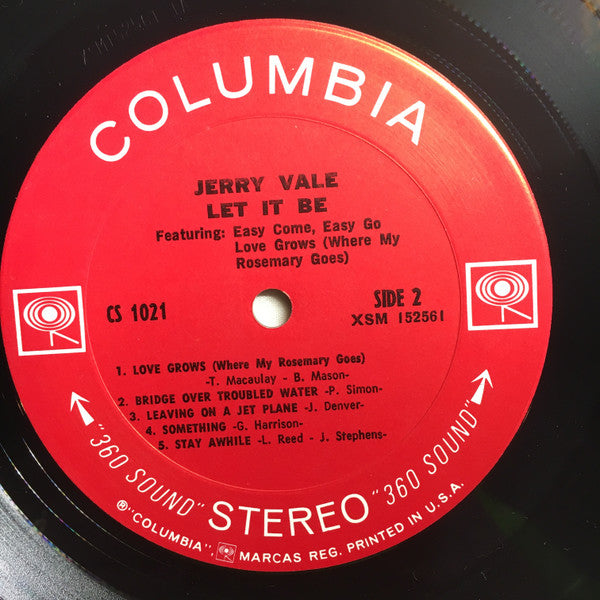 COLUMBIA
JERRY VALE
LET IT BE
Featuring: Easy Come, Easy Go
Love Grows (Where My
Rosemary Goes)
CS 1021
SIDE 2
XSM 152561
1. LOVE GROWS (Where My Rosemary Goes)
-T. Macaulay - B. Mason-
2. BRIDGE OVER TROUBLED WATER -P. Simon-
3. LEAVING ON A JET PLANE -J. Denver-
4. SOMETHING -G. Harrison-
5. STAY AWHILE -L. Reed - J. Stephens-
"360 SOUND" STEREO "360 SOUND"
®"COLUMBIA", MARCAS REG. PRINTED IN U.S.A.